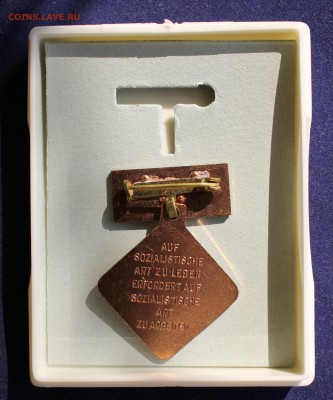 COINS.LAVE.RU
AUF
SOZIALISTISCHE
ART ZU LEBEN
ERFORDERT AUF
SOZIALISTISCHE
ART
ZU ARBEITEN